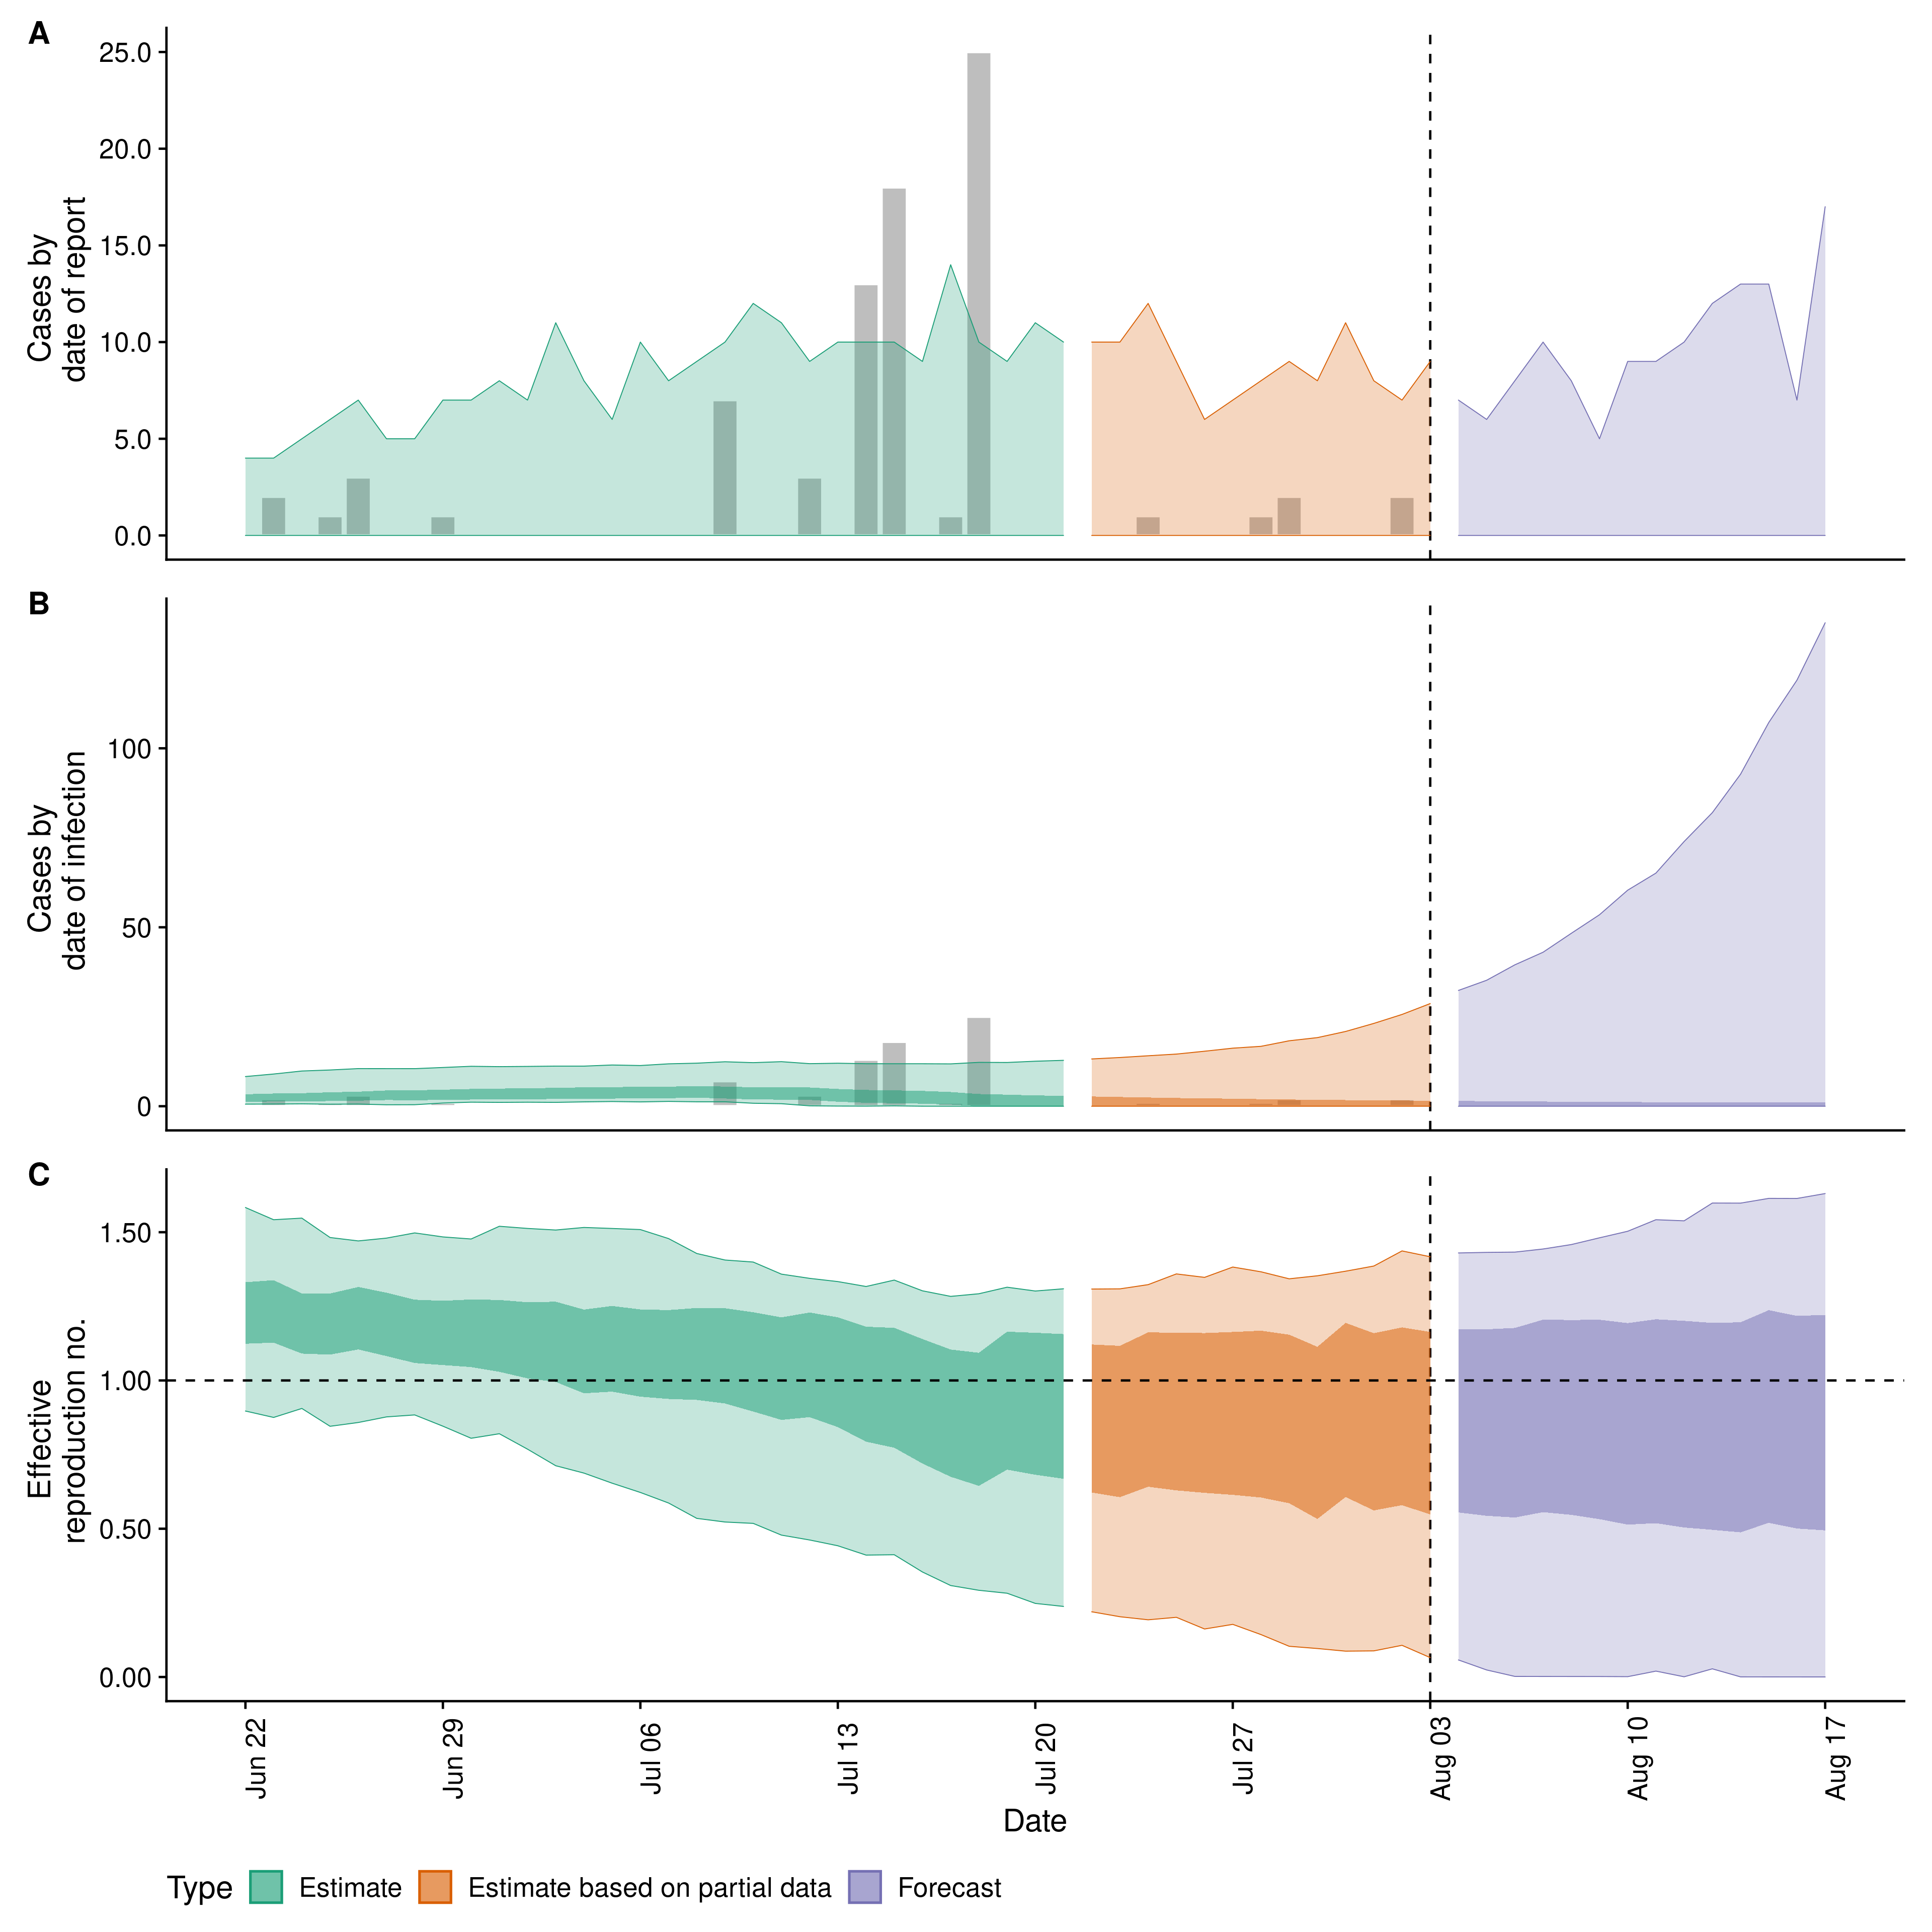 A
25.0
20.0
15.0
10.0
5.0
0.0
Cases by
date of report
B
100
50
0
Cases by
date of infection
C
1.50
1.00
0.50
0.00
Effective
reproduction no.
Jun 22
Jun 29
Jul 06
Jul 13
Jul 20
Jul 27
Aug 03
Aug 10
Aug 17
Date
Type Estimate Estimate based on partial data Forecast